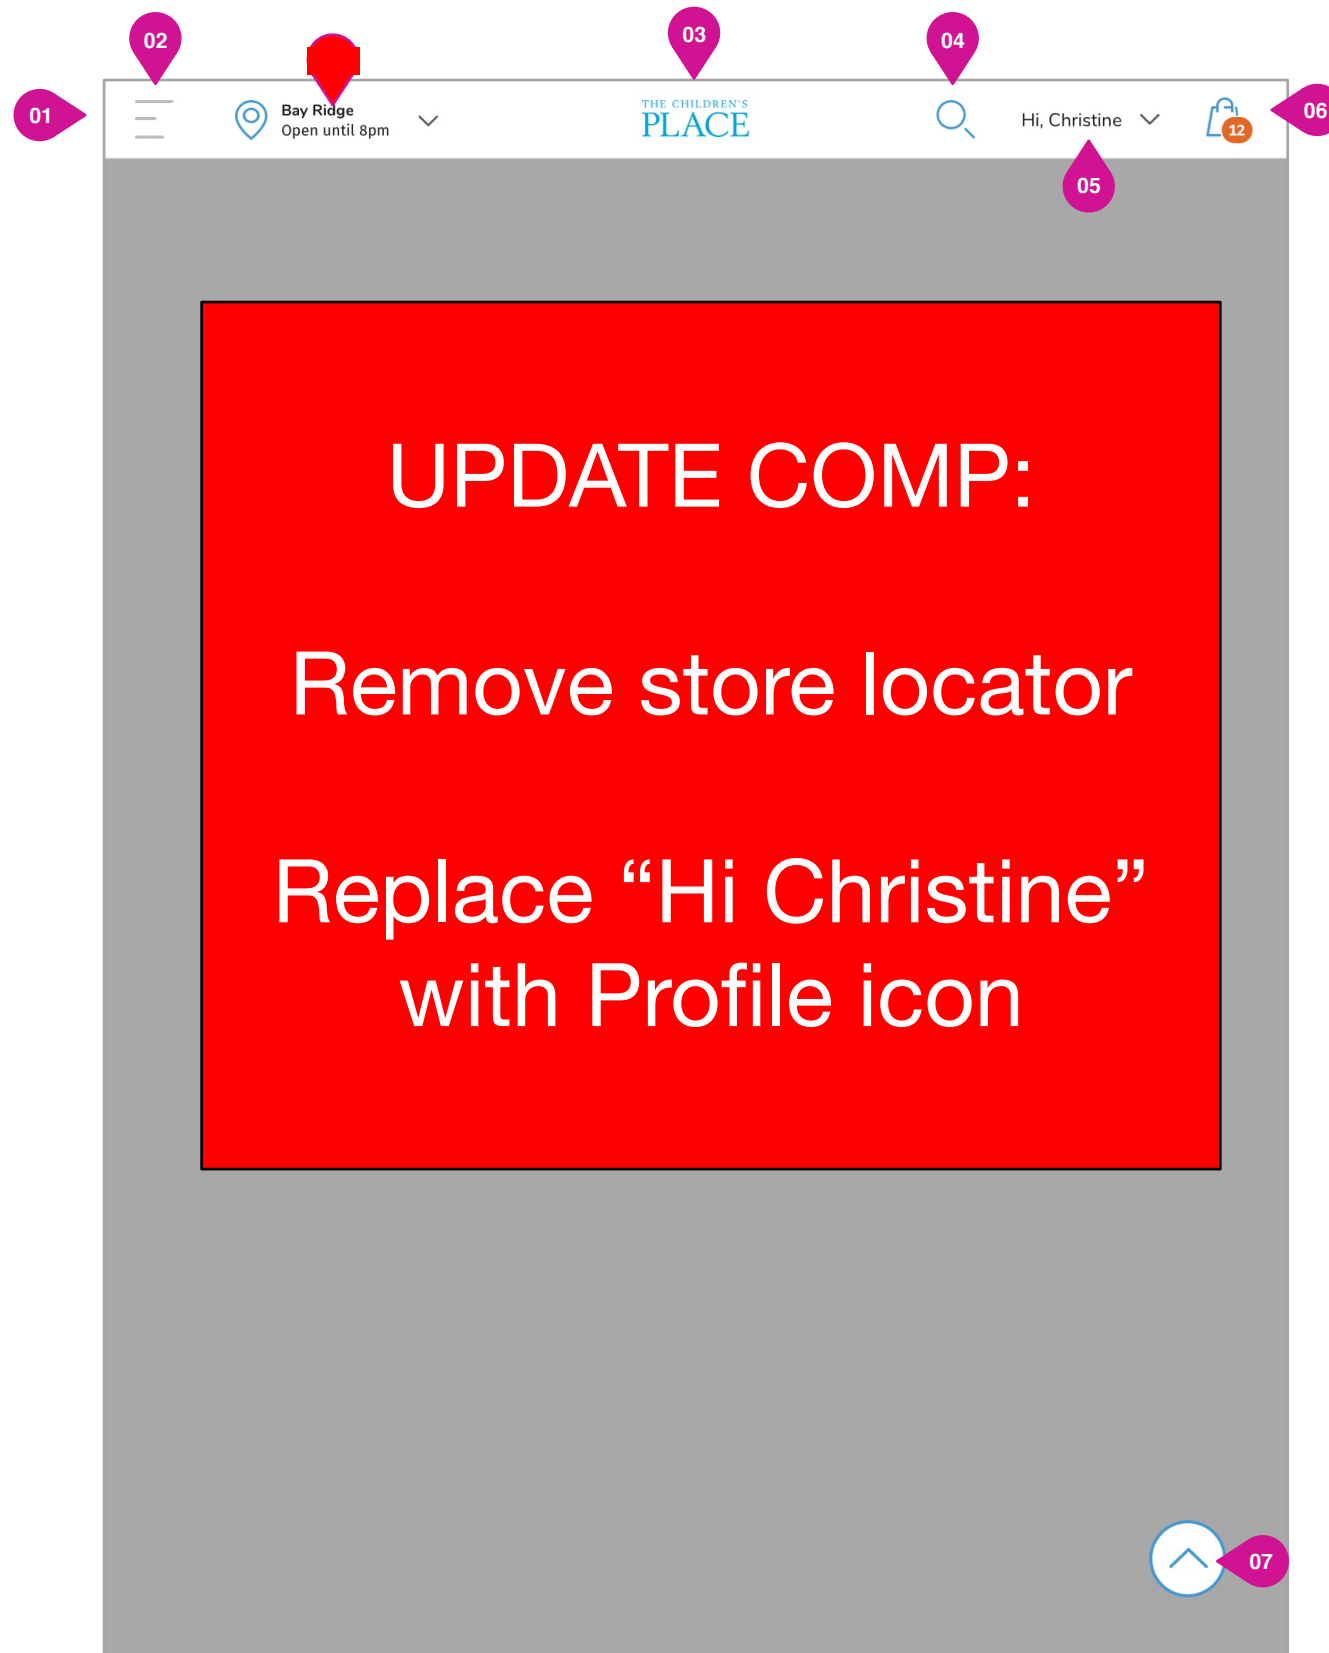 02
03
04
01
Bay Ridge
Open until 8pm
THE CHILDREN'S
PLACE
Hi, Christine
12
06
05
UPDATE COMP:
Remove store locator
Replace “Hi Christine”
with Profile icon
07